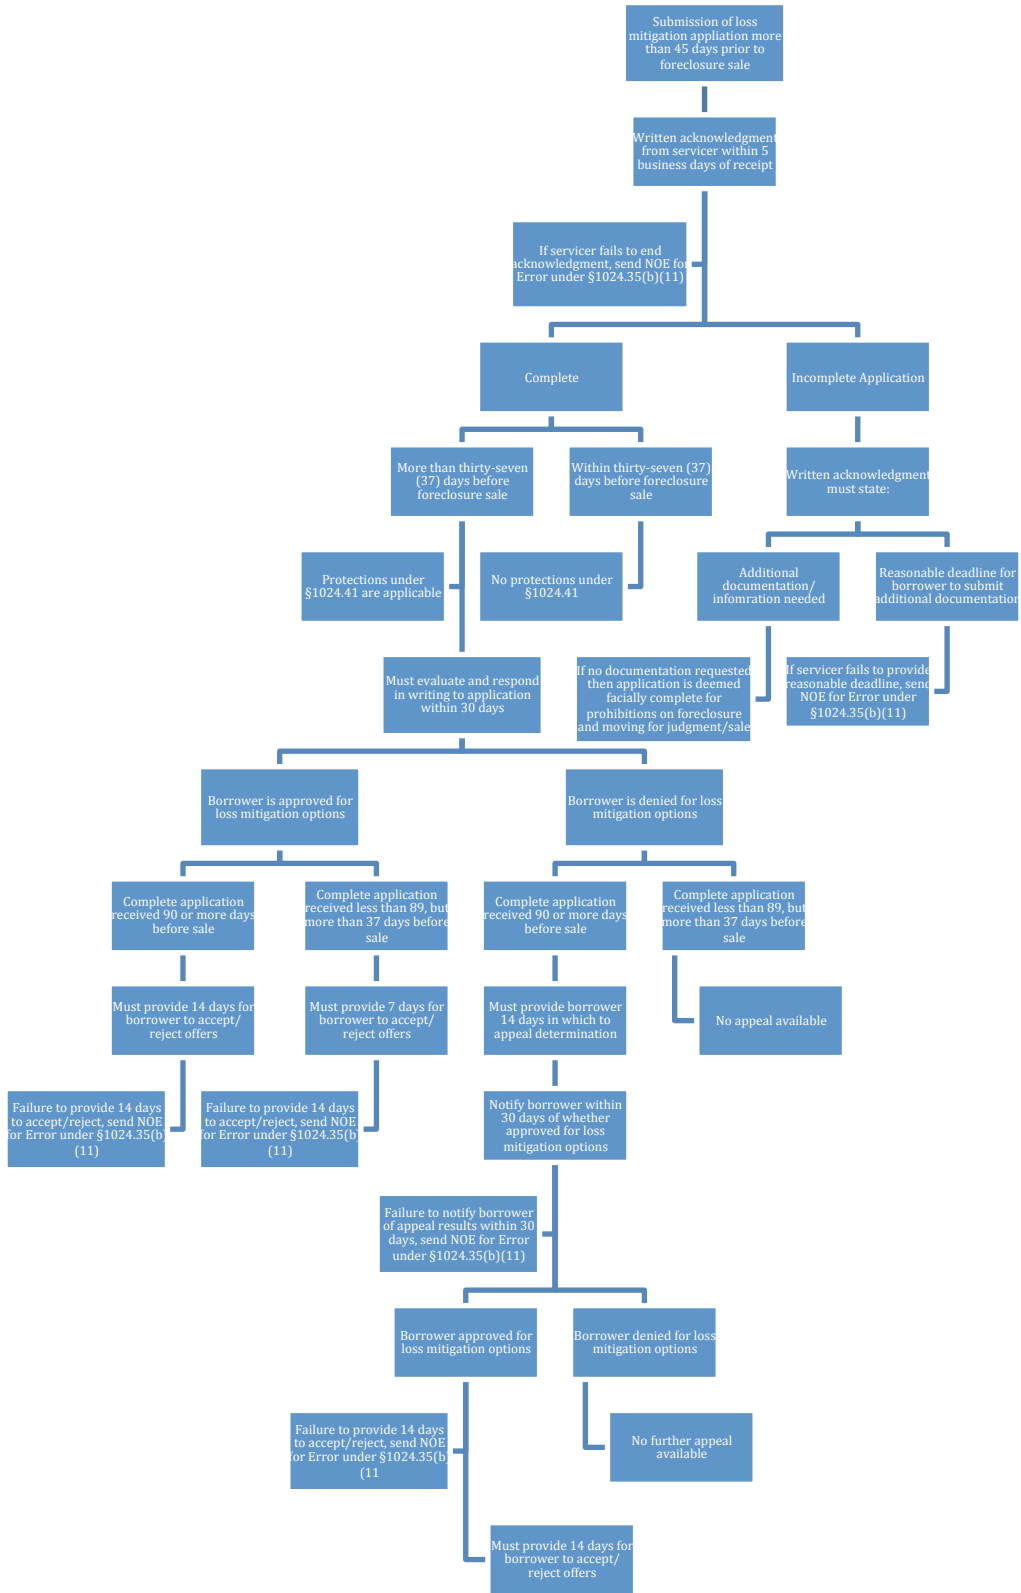 Submission of loss
mitigation appliation more
than 45 days prior to
foreclosure sale
Written acknowledgment
from servicer within 5
business days of receipt
If servicer fails to end
acknowledgment, send NOE for
Error under §1024.35(b)(11)
Complete
Incomplete Application
More than thirty-seven
(37) days before
foreclosure sale
Within thirty-seven (37)
days before foreclosure
sale
Written acknowledgment
must state:
Protections under
§1024.41 are applicable
No protections under
§1024.41
Additional
documentation/
infomration needed
Reasonable deadline for
borrower to submit
additional documentation
Must evaluate and respond
in writing to application
within 30 days
If no documentation requested
then application is deemed
facially complete for
prohibitions on foreclosure
and moving for judgment/sale
If servicer fails to provide
reasonable deadline, send
NOE for Error under
§1024.35(b)(11)
Borrower is approved for
loss mitigation options
Borrower is denied for loss
mitigation options
Complete application
received 90 or more days
before sale
Complete application
received less than 89, but
more than 37 days before
sale
Complete application
received 90 or more days
before sale
Complete application
received less than 89, but
more than 37 days before
sale
Must provide 14 days for
borrower to accept/
reject offers
Must provide 7 days for
borrower to accept/
reject offers
Must provide borrower
14 days in which to
appeal determination
No appeal available
Failure to provide 14 days
to accept/reject, send NOE
for Error under §1024.35(b)
(11)
Failure to provide 14 days
to accept/reject, send NOE
for Error under §1024.35(b)
(11)
Notify borrower within
30 days of whether
approved for loss
mitigation options
Failure to notify borrower
of appeal results within 30
days, send NOE for Error
under §1024.35(b)(11)
Borrower approved for
loss mitigation options
Borrower denied for loss
mitigation options
Failure to provide 14 days
to accept/reject, send NOE
for Error under §1024.35(b)
(11
No further appeal
available
Must provide 14 days for
borrower to accept/
reject offers